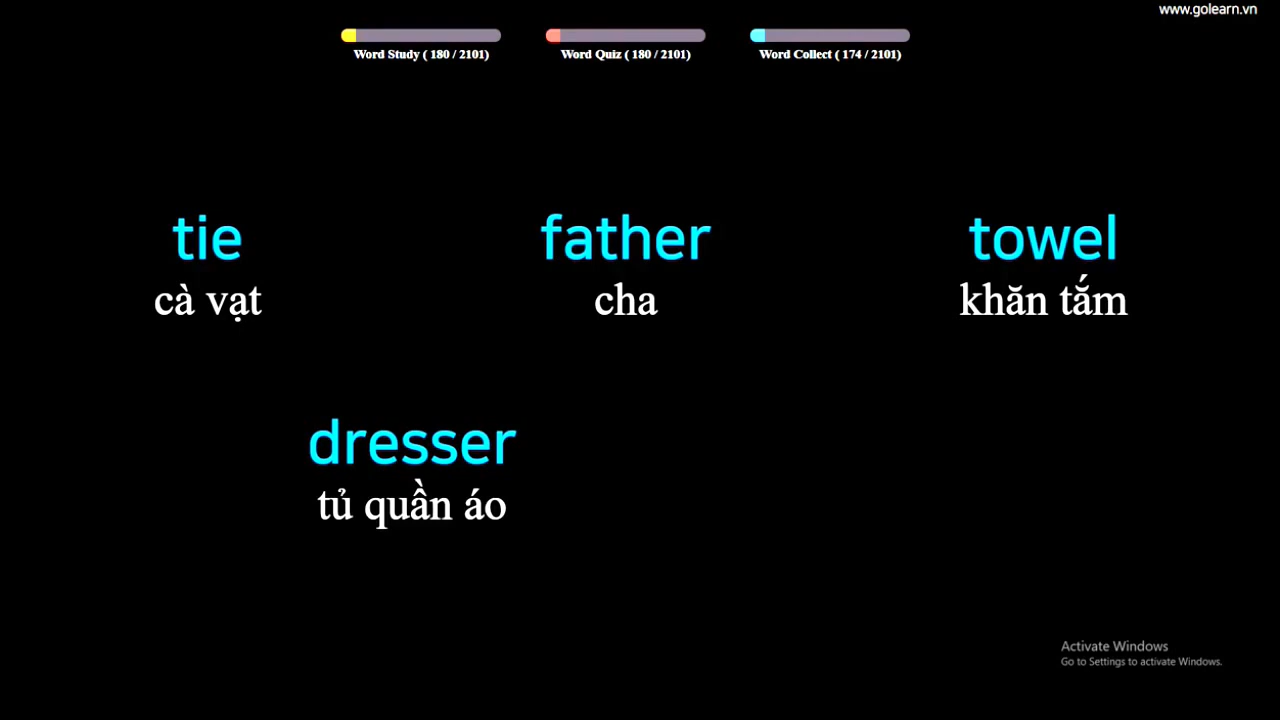 www.golearn.vn
Word Study ( 180 / 2101)
Word Quiz ( 180 / 2101)
Word Collect ( 174 / 2101)
tie
cà vạt
father
cha
towel
khăn tắm
dresser
tủ quần áo
Activate Windows
Go to Settings to activate Windows.